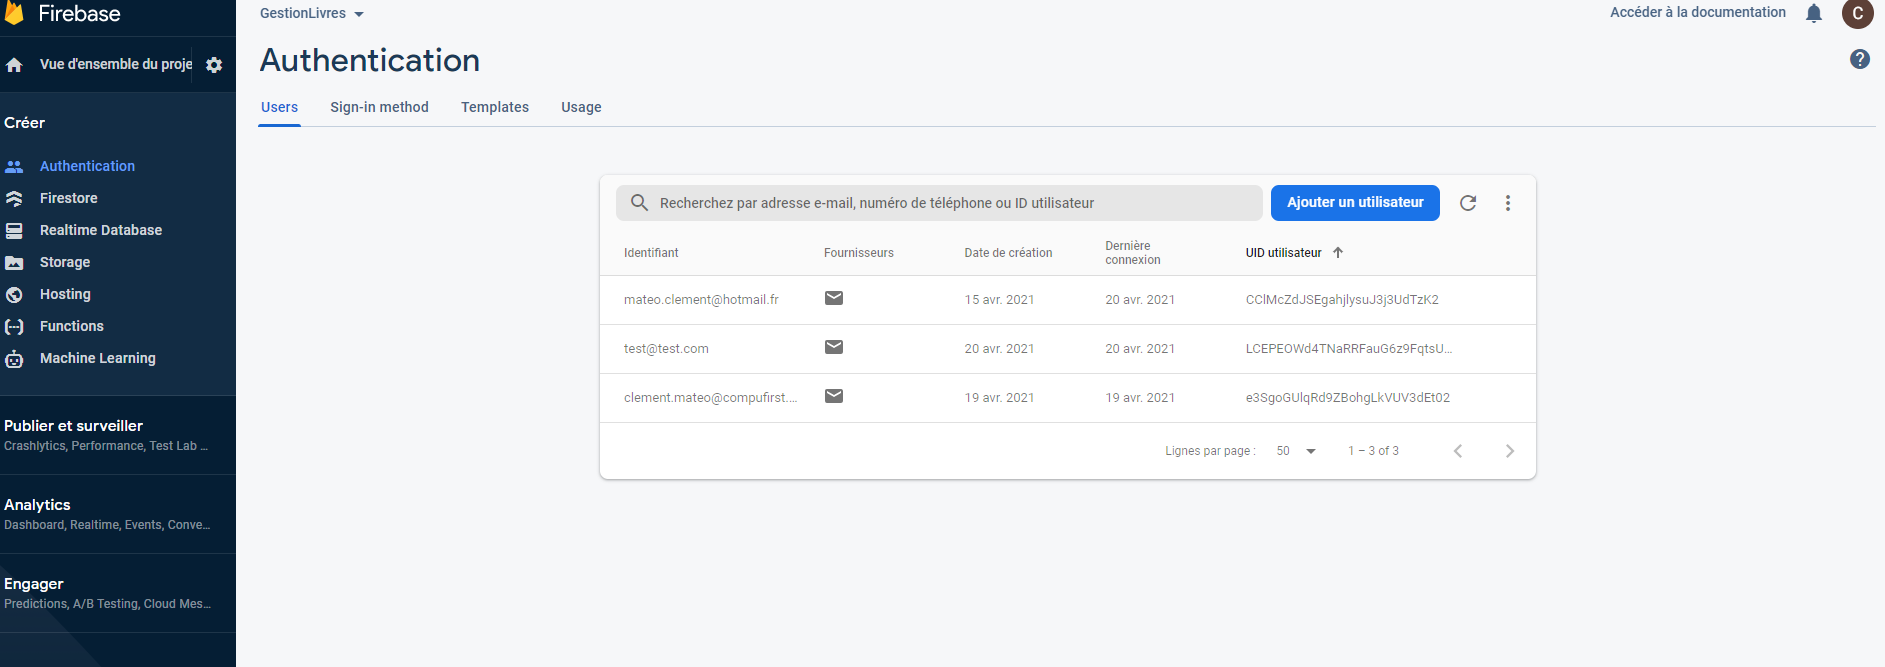 Firebase
Vue d'ensemble du proje
Créer
Authentication
Firestore
Realtime Database
Storage
Hosting
Functions
Machine Learning
Publier et surveiller
Crashlytics, Performance, Test Lab ...
Analytics
Dashboard, Realtime, Events, Conve...
Engager
Predictions, A/B Testing, Cloud Mes...
GestionLivres
Accéder à la documentation
C
?
Authentication
Users Sign-in method Templates Usage
Recherchez par adresse e-mail, numéro de téléphone ou ID utilisateur
Ajouter un utilisateur
Identifiant Fournisseurs Date de création Dernière connexion UID utilisateur
mateo.clement@hotmail.fr 15 avr. 2021 20 avr. 2021 CClMcZdJSEgahjlysuJ3j3UdTzK2
test@test.com 20 avr. 2021 20 avr. 2021 LCEPEOWd4TNaRRFauG6z9FqtsU...
clement.mateo@compufirst.... 19 avr. 2021 19 avr. 2021 e3SgoGUlqRd9ZBohgLkVUV3dEt02
Lignes par page : 50 1 – 3 of 3